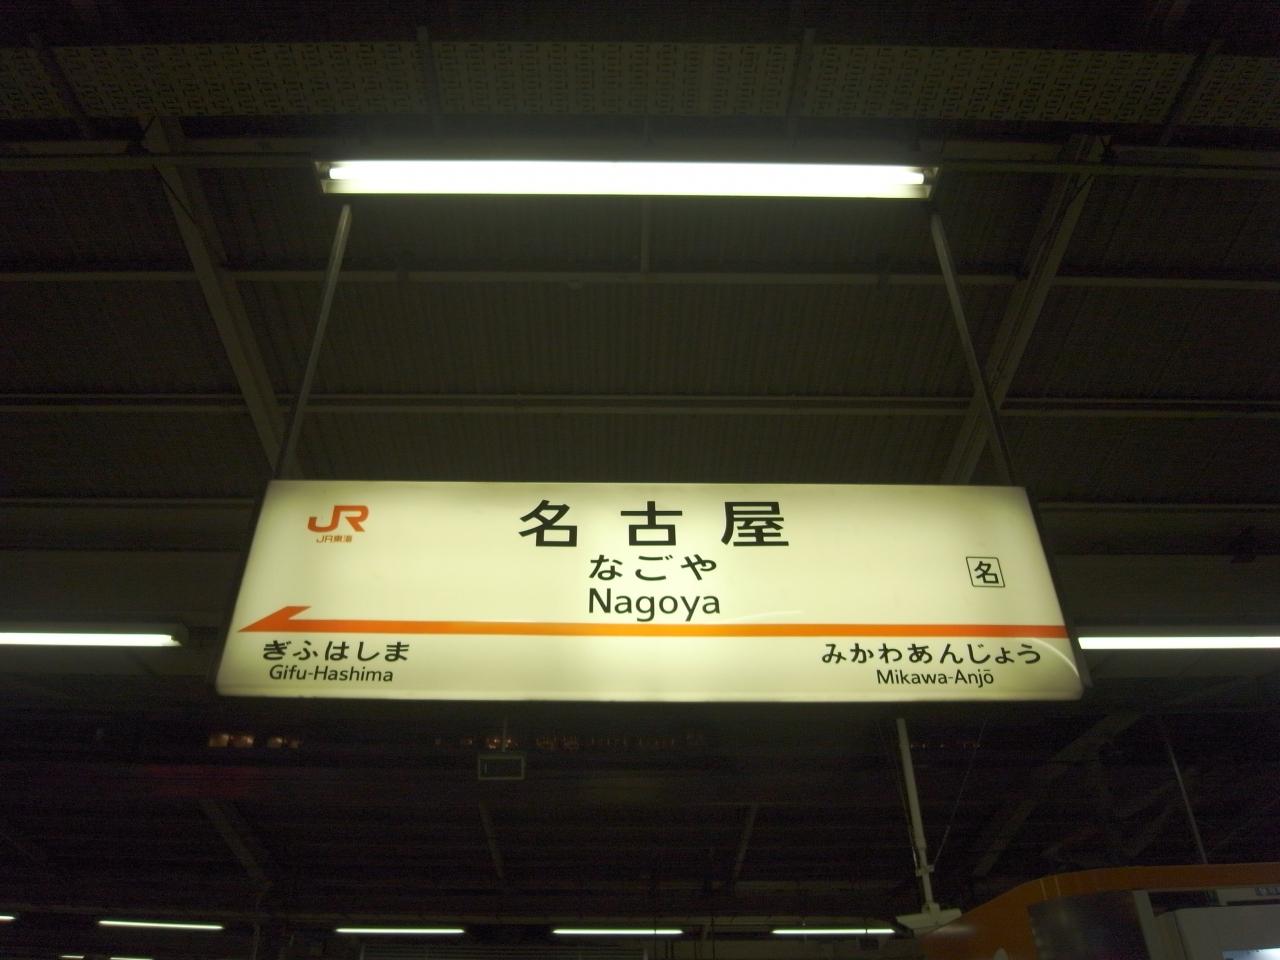 JR
JR東海
名古屋
なごや
Nagoya
名
ぎふはしま
Gifu-Hashima
みかわあんじょう
Mikawa-Anjō